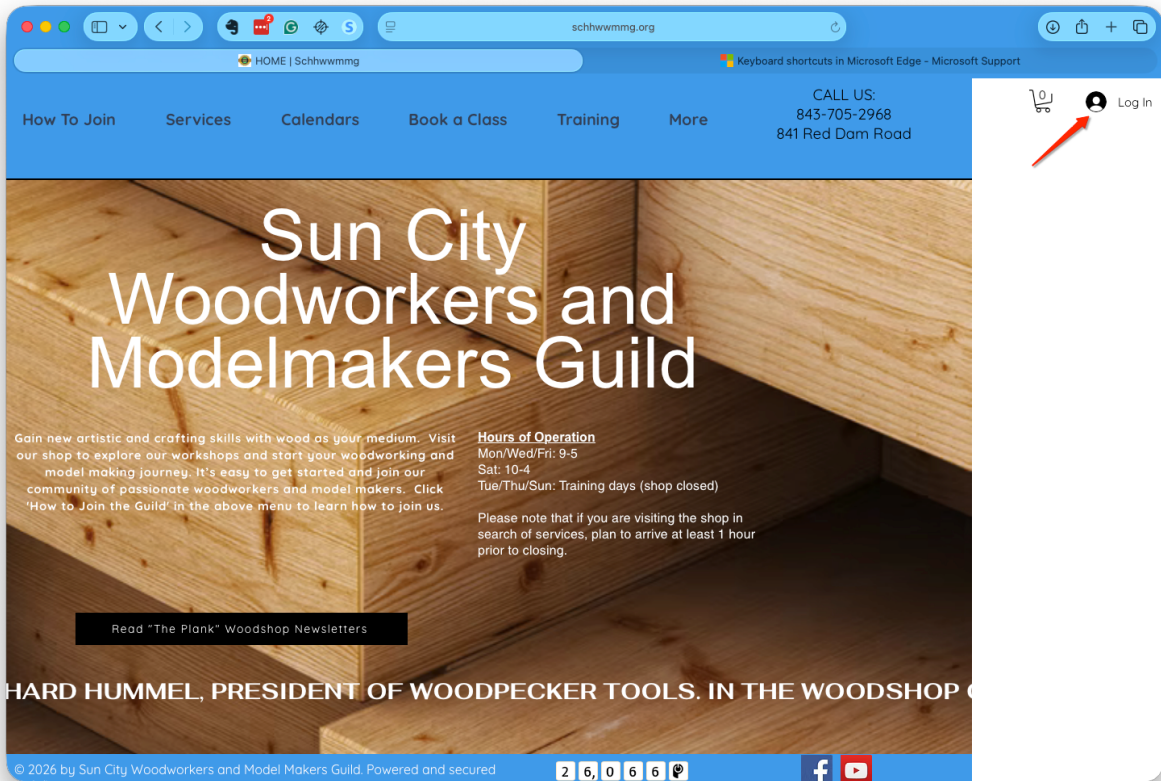 2
schhwwmmg.org
HOME | Schhwwmmg
Keyboard shortcuts in Microsoft Edge - Microsoft Support
How To Join
Services
Calendars
Book a Class
Training
More
CALL US:
843-705-2968
841 Red Dam Road
0
Log In
Sun City
Woodworkers and
Modelmakers Guild
Gain new artistic and crafting skills with wood as your medium. Visit
our shop to explore our workshops and start your woodworking and
model making journey. It's easy to get started and join our
community of passionate woodworkers and model makers. Click
'How to Join the Guild' in the above menu to learn how to join us.
Hours of Operation
Mon/Wed/Fri: 9-5
Sat: 10-4
Tue/Thu/Sun: Training days (shop closed)
Please note that if you are visiting the shop in
search of services, plan to arrive at least 1 hour
prior to closing.
Read "The Plank" Woodshop Newsletters
HARD HUMMEL, PRESIDENT OF WOODPECKER TOOLS. IN THE WOODSHOP
© 2026 by Sun City Woodworkers and Model Makers Guild. Powered and secured
26,066